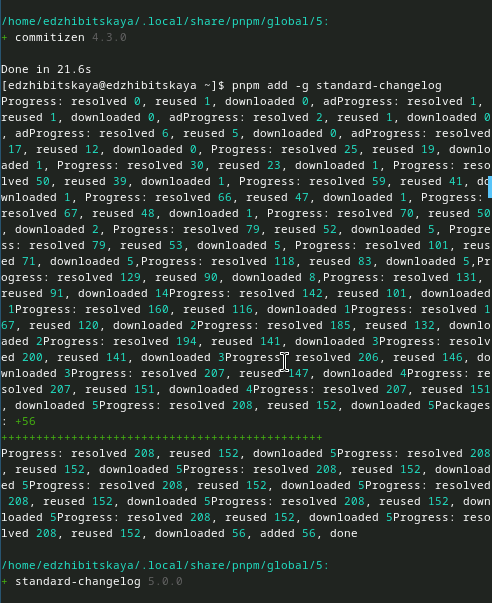 /home/edzhibitskaya/.local/share/pnpm/global/5:
+ commitizen 4.3.0
Done in 21.6s
[edzhibitskaya@edzhibitskaya ~]$ pnpm add -g standard-changelog
Progress: resolved 0, reused 1, downloaded 0, adProgress: resolved 1,
reused 1, downloaded 0, adProgress: resolved 2, reused 1, downloaded 0
, adProgress: resolved 6, reused 5, downloaded 0, adProgress: resolved
17, reused 12, downloaded 0, Progress: resolved 25, reused 19, downlo
aded 1, Progress: resolved 30, reused 23, downloaded 1, Progress: reso
lved 50, reused 39, downloaded 1, Progress: resolved 59, reused 41, do
wnloaded 1, Progress: resolved 66, reused 47, downloaded 1, Progress:
resolved 67, reused 48, downloaded 1, Progress: resolved 70, reused 50
, downloaded 2, Progress: resolved 79, reused 52, downloaded 5, Progre
ss: resolved 79, reused 53, downloaded 5, Progress: resolved 101, reus
ed 71, downloaded 5,Progress: resolved 118, reused 83, downloaded 5,Pr
ogress: resolved 129, reused 90, downloaded 8,Progress: resolved 131,
reused 91, downloaded 14Progress: resolved 142, reused 101, downloaded
1Progress: resolved 160, reused 116, downloaded 1Progress: resolved 1
67, reused 120, downloaded 2Progress: resolved 185, reused 132, downlo
aded 2Progress: resolved 194, reused 141, downloaded 3Progress: resolv
ed 200, reused 141, downloaded 3Progress: resolved 206, reused 146, do
wnloaded 3Progress: resolved 207, reused 147, downloaded 4Progress: re
solved 207, reused 151, downloaded 4Progress: resolved 207, reused 151
, downloaded 5Progress: resolved 208, reused 152, downloaded 5Packages
: +56
++++++++++++++++++++++++++++++++++++++++++++++
Progress: resolved 208, reused 152, downloaded 5Progress: resolved 208
, reused 152, downloaded 5Progress: resolved 208, reused 152, download
ed 5Progress: resolved 208, reused 152, downloaded 5Progress: resolved
208, reused 152, downloaded 5Progress: resolved 208, reused 152, down
loaded 5Progress: resolved 208, reused 152, downloaded 5Progress: reso
lved 208, reused 152, downloaded 56, added 56, done
/home/edzhibitskaya/.local/share/pnpm/global/5:
+ standard-changelog 5.0.0